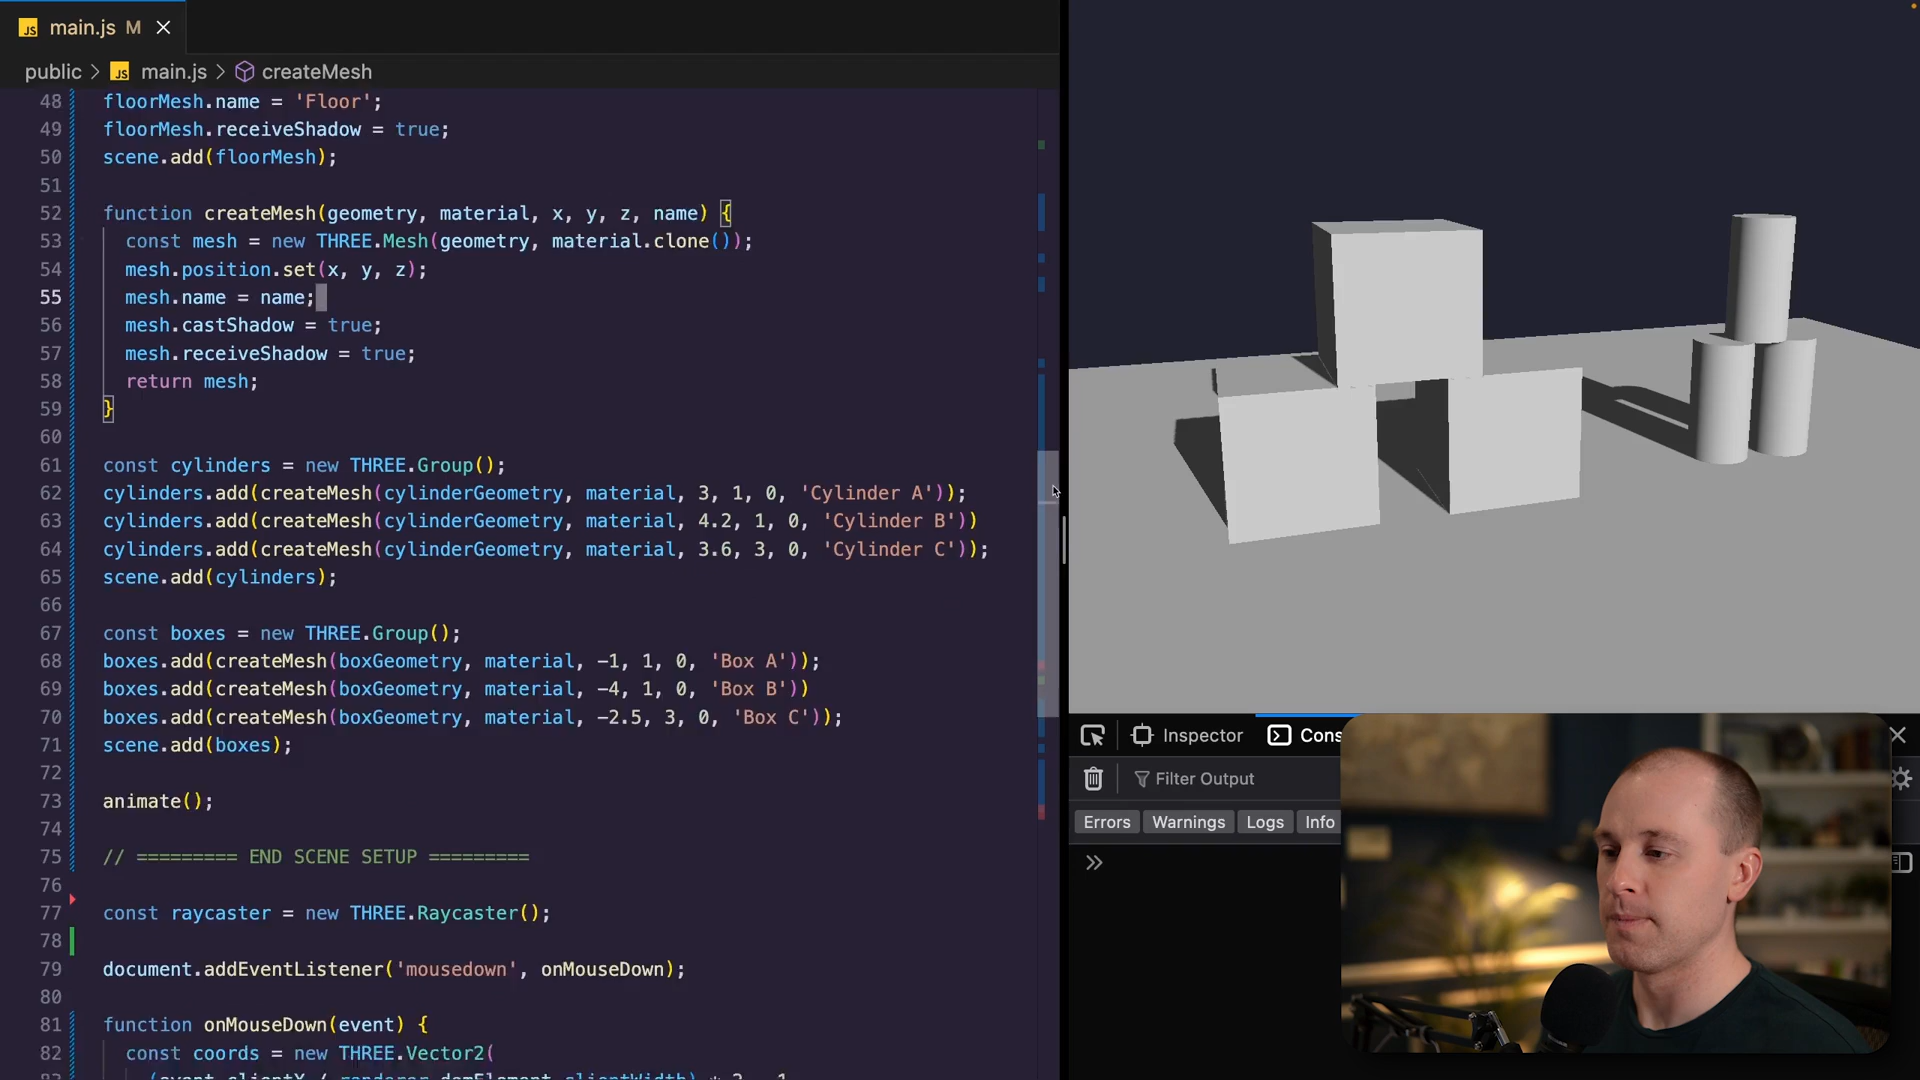 main.js M
public > main.js > createMesh
48 floorMesh.name = 'Floor';
49 floorMesh.receiveShadow = true;
50 scene.add(floorMesh);
51
52 function createMesh(geometry, material, x, y, z, name) {
53 const mesh = new THREE.Mesh(geometry, material.clone());
54 mesh.position.set(x, y, z);
55 mesh.name = name;
56 mesh.castShadow = true;
57 mesh.receiveShadow = true;
58 return mesh;
59 }
60
61 const cylinders = new THREE.Group();
62 cylinders.add(createMesh(cylinderGeometry, material, 3, 1, 0, 'Cylinder A'));
63 cylinders.add(createMesh(cylinderGeometry, material, 4.2, 1, 0, 'Cylinder B'))
64 cylinders.add(createMesh(cylinderGeometry, material, 3.6, 3, 0, 'Cylinder C'));
65 scene.add(cylinders);
66
67 const boxes = new THREE.Group();
68 boxes.add(createMesh(boxGeometry, material, -1, 1, 0, 'Box A'));
69 boxes.add(createMesh(boxGeometry, material, -4, 1, 0, 'Box B'))
70 boxes.add(createMesh(boxGeometry, material, -2.5, 3, 0, 'Box C'));
71 scene.add(boxes);
72
73 animate();
74
75 // ========= END SCENE SETUP =========
76
77 const raycaster = new THREE.Raycaster();
78
79 document.addEventListener('mousedown', onMouseDown);
80
81 function onMouseDown(event) {
82 const coords = new THREE.Vector2(
Inspector Cons
Filter Output
Errors Warnings Logs Info